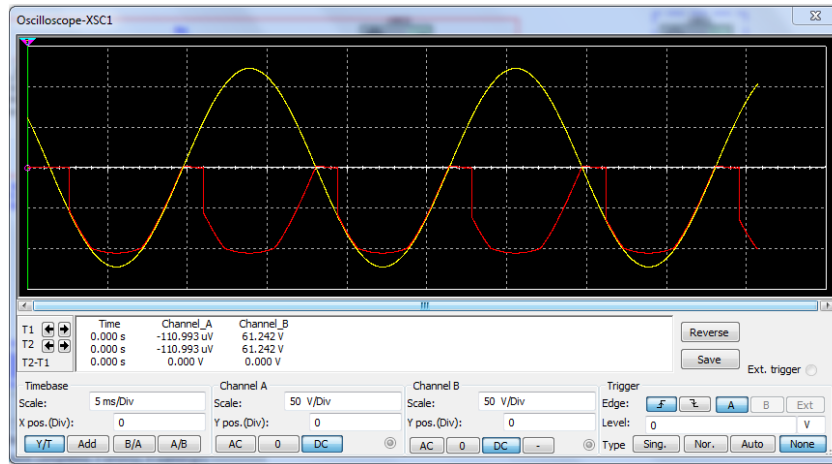 Oscilloscope-XSC1
Time Channel_A Channel_B
T1 0.000 s -110.993 uV 61.242 V
T2 0.000 s -110.993 uV 61.242 V
T2-T1 0.000 s 0.000 V 0.000 V
Reverse
Save
Ext. trigger
Timebase
Scale: 5 ms/Div
X pos.(Div): 0
Y/T Add B/A A/B
Channel A
Scale: 50 V/Div
Y pos.(Div): 0
AC 0 DC
Channel B
Scale: 50 V/Div
Y pos.(Div): 0
AC 0 DC -
Trigger
Edge: A B Ext
Level: 0 V
Type Sing. Nor. Auto None